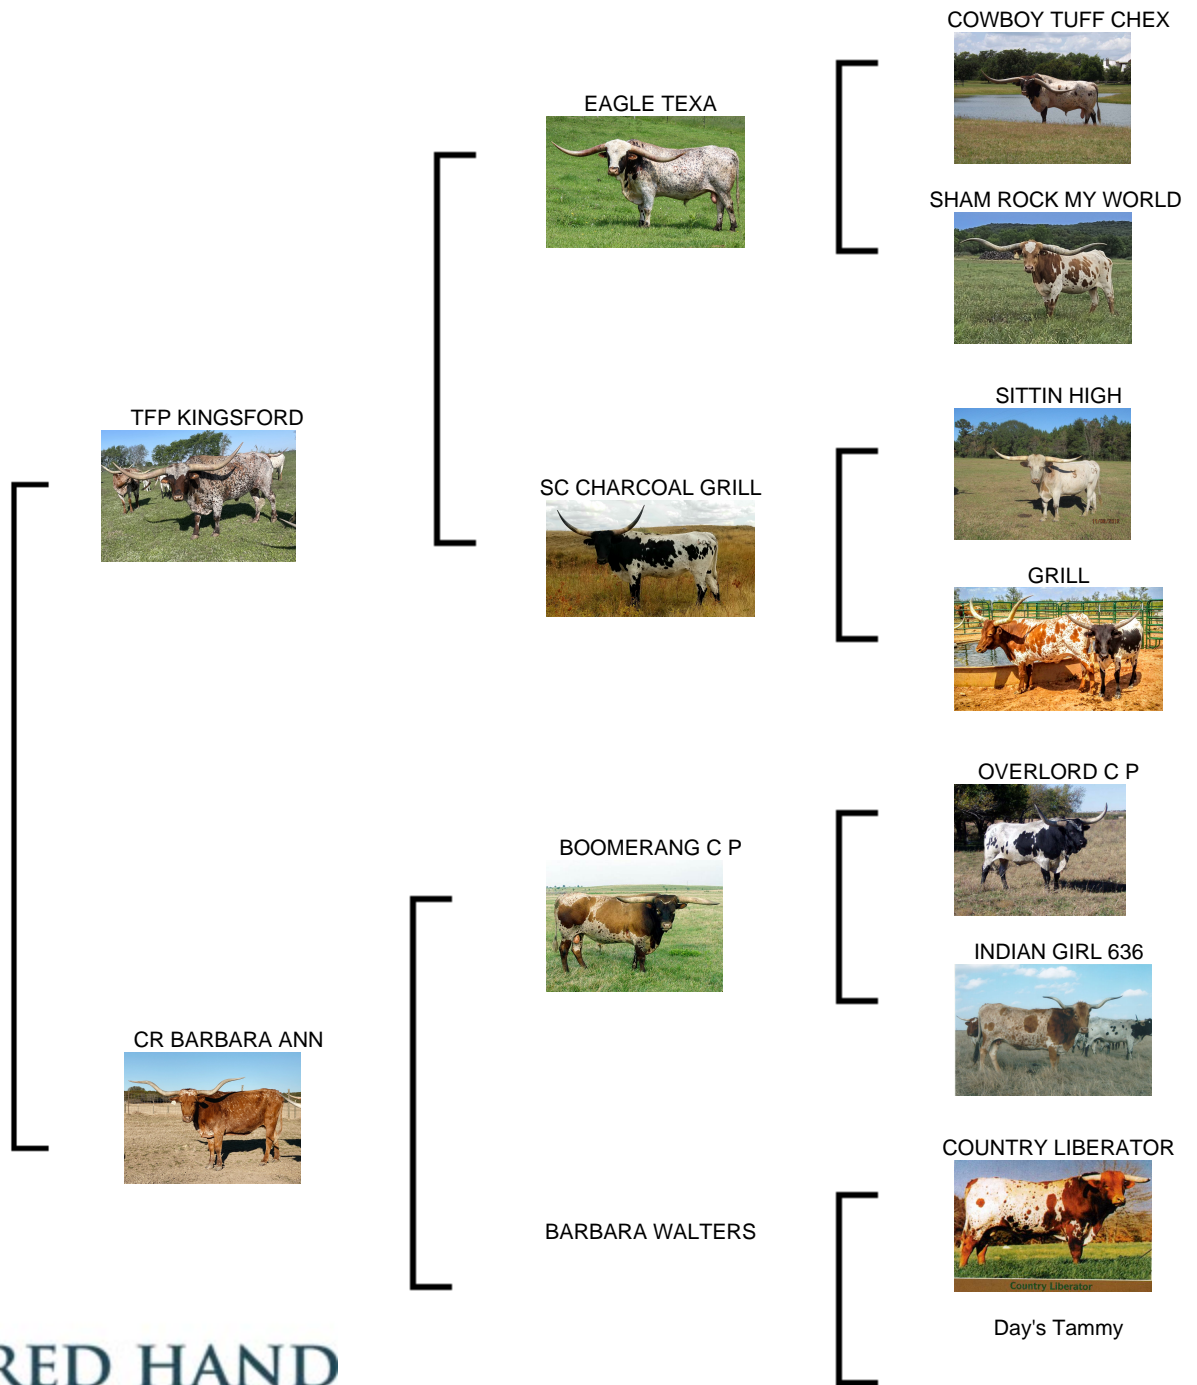 COWBOY TUFF CHEX
EAGLE TEXA
SHAM ROCK MY WORLD
SITTIN HIGH
TFP KINGSFORD
SC CHARCOAL GRILL
GRILL
OVERLORD C P
BOOMERANG C P
INDIAN GIRL 636
CR BARBARA ANN
COUNTRY LIBERATOR
BARBARA WALTERS
Country Liberator
Day's Tammy
RED HAND